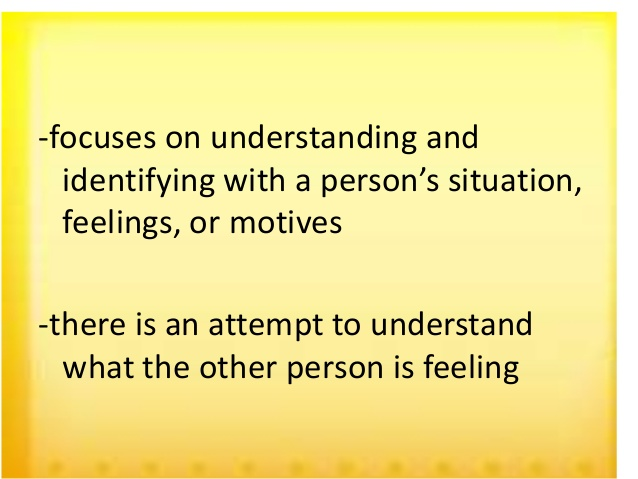 -focuses on understanding and
identifying with a person’s situation,
feelings, or motives
-there is an attempt to understand
what the other person is feeling